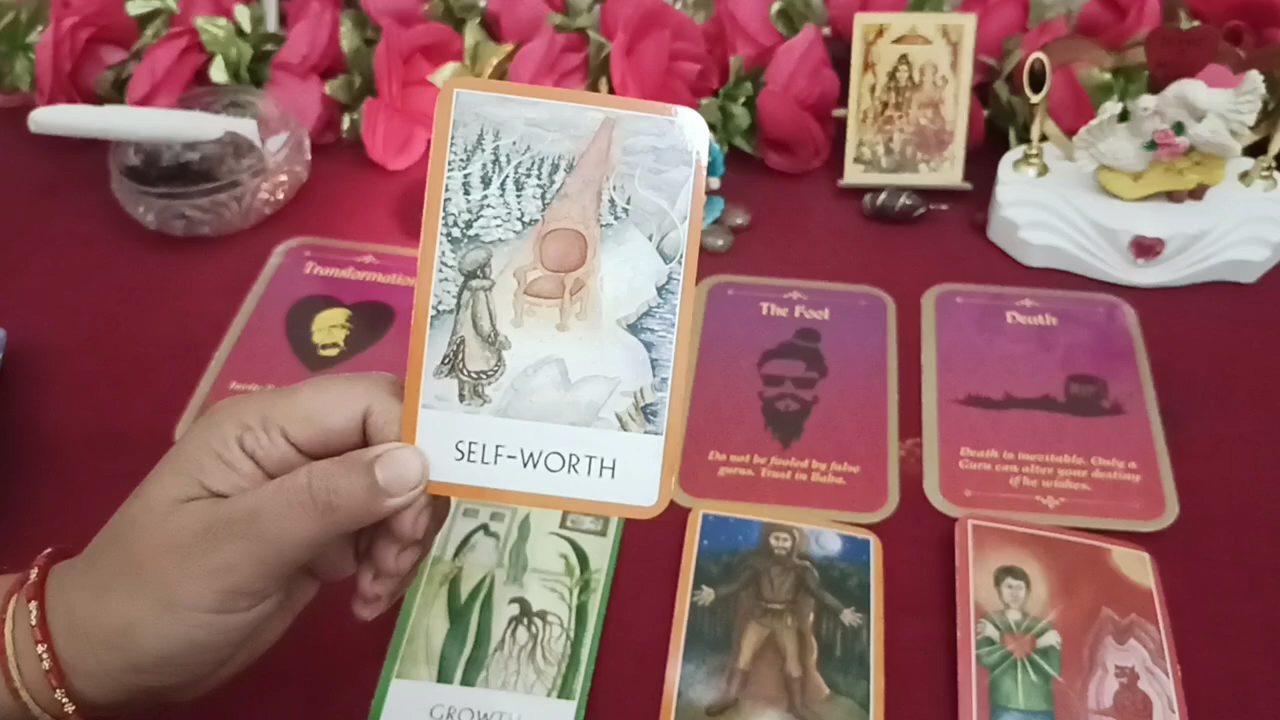 Transformation
SELF-WORTH
The Fool
Do not be fooled by false
gurus. Trust in Baba.
Death
Death is inevitable. Only a
Guru can alter your destiny
if he wishes.
GROWTH